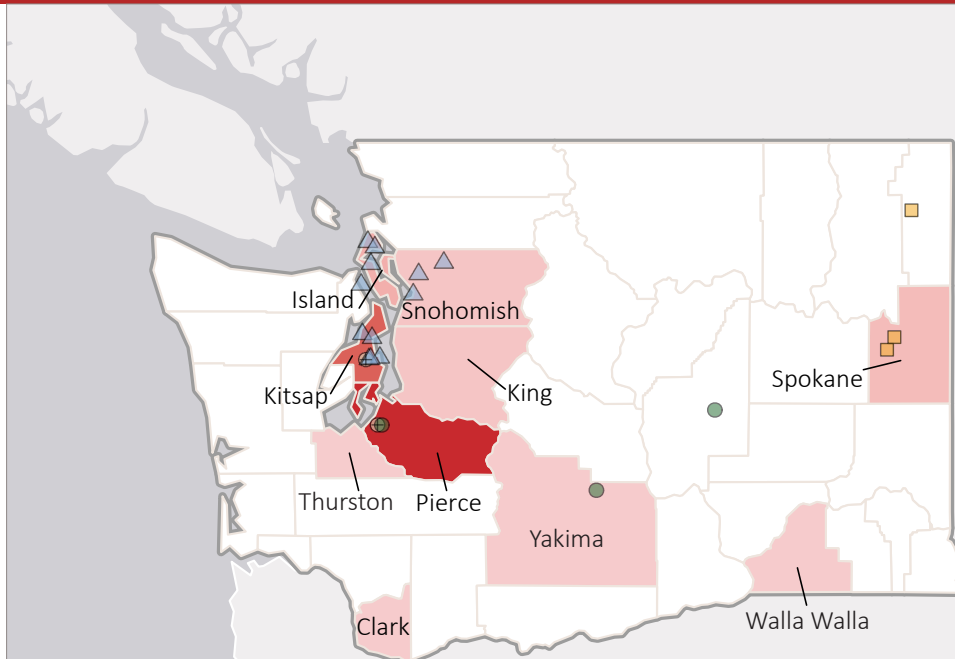 Island
Snohomish
Kitsap
King
Spokane
Thurston
Pierce
Yakima
Walla Walla
Clark